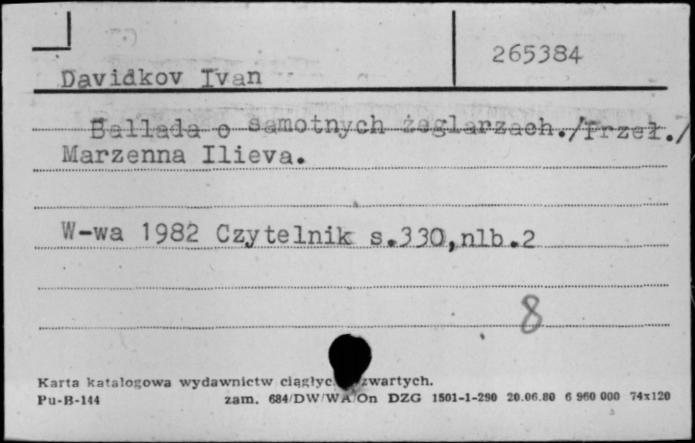 265384
Davidkov Ivan
Ballada o samotnych żeglarzach./Przeł./
Marzenna Ilieva.
W-wa 1982 Czytelnik s.330,nlb.2
8
Karta katalogowa wydawnictw ciągłyc zwartych.
Pu-B-144 zam. 684/DW/WA/On DZG 1501-1-290 20.06.80 6 960 000 74x120